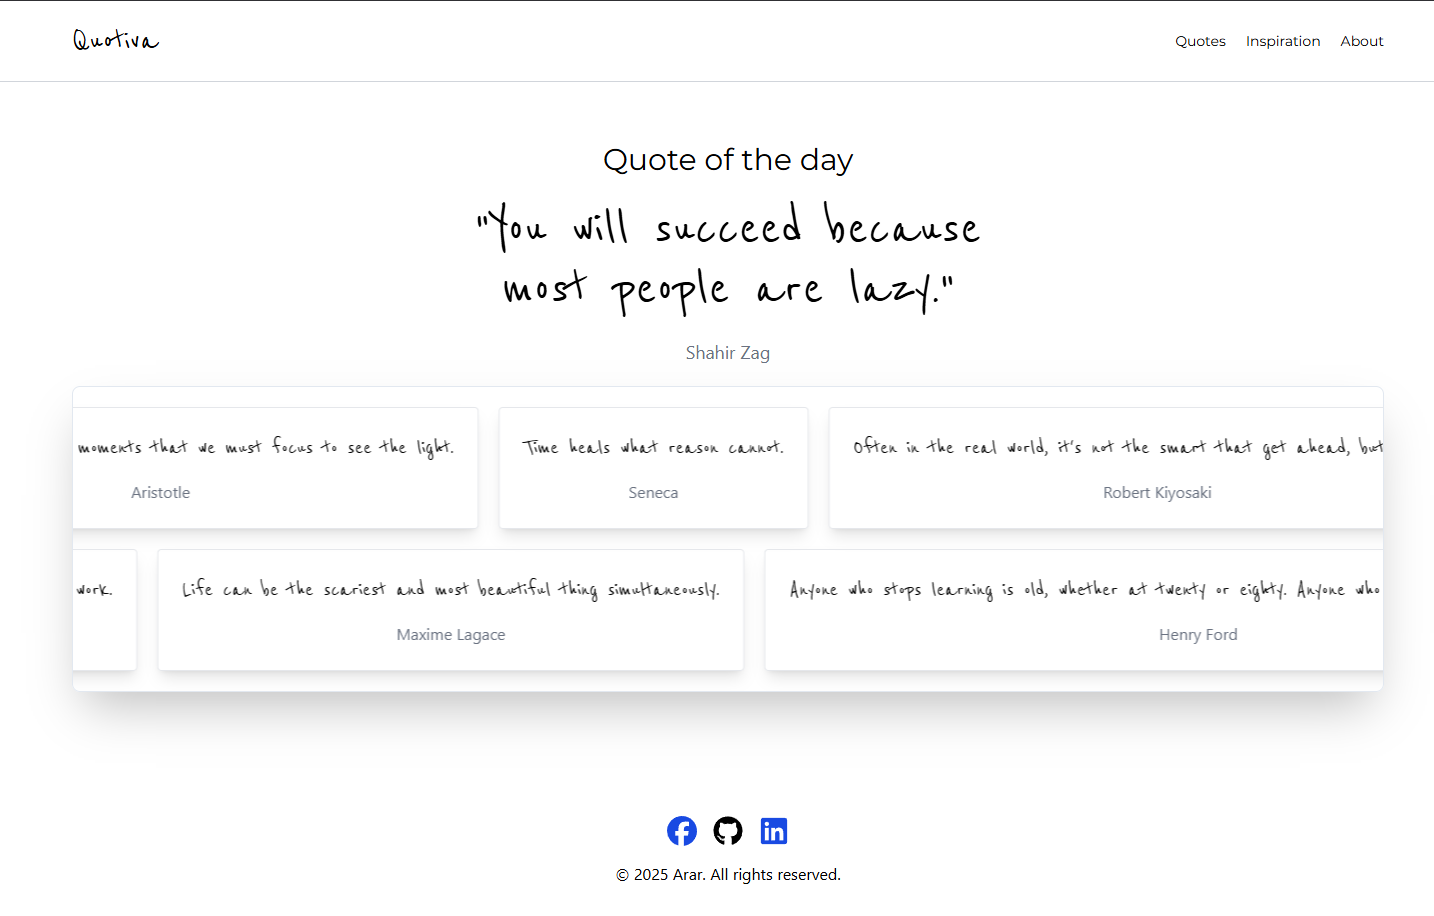 Quotiva
Quotes Inspiration About
Quote of the day
"You will succeed because
most people are lazy."
Shahir Zag
moments that we must focus to see the light.
Aristotle
Time heals what reason cannot.
Seneca
Often in the real world, it's not the smart that get ahead, but
Robert Kiyosaki
work.
Life can be the scariest and most beautiful thing simultaneously.
Maxime Lagace
Anyone who stops learning is old, whether at twenty or eighty. Anyone who
Henry Ford
© 2025 Arar. All rights reserved.